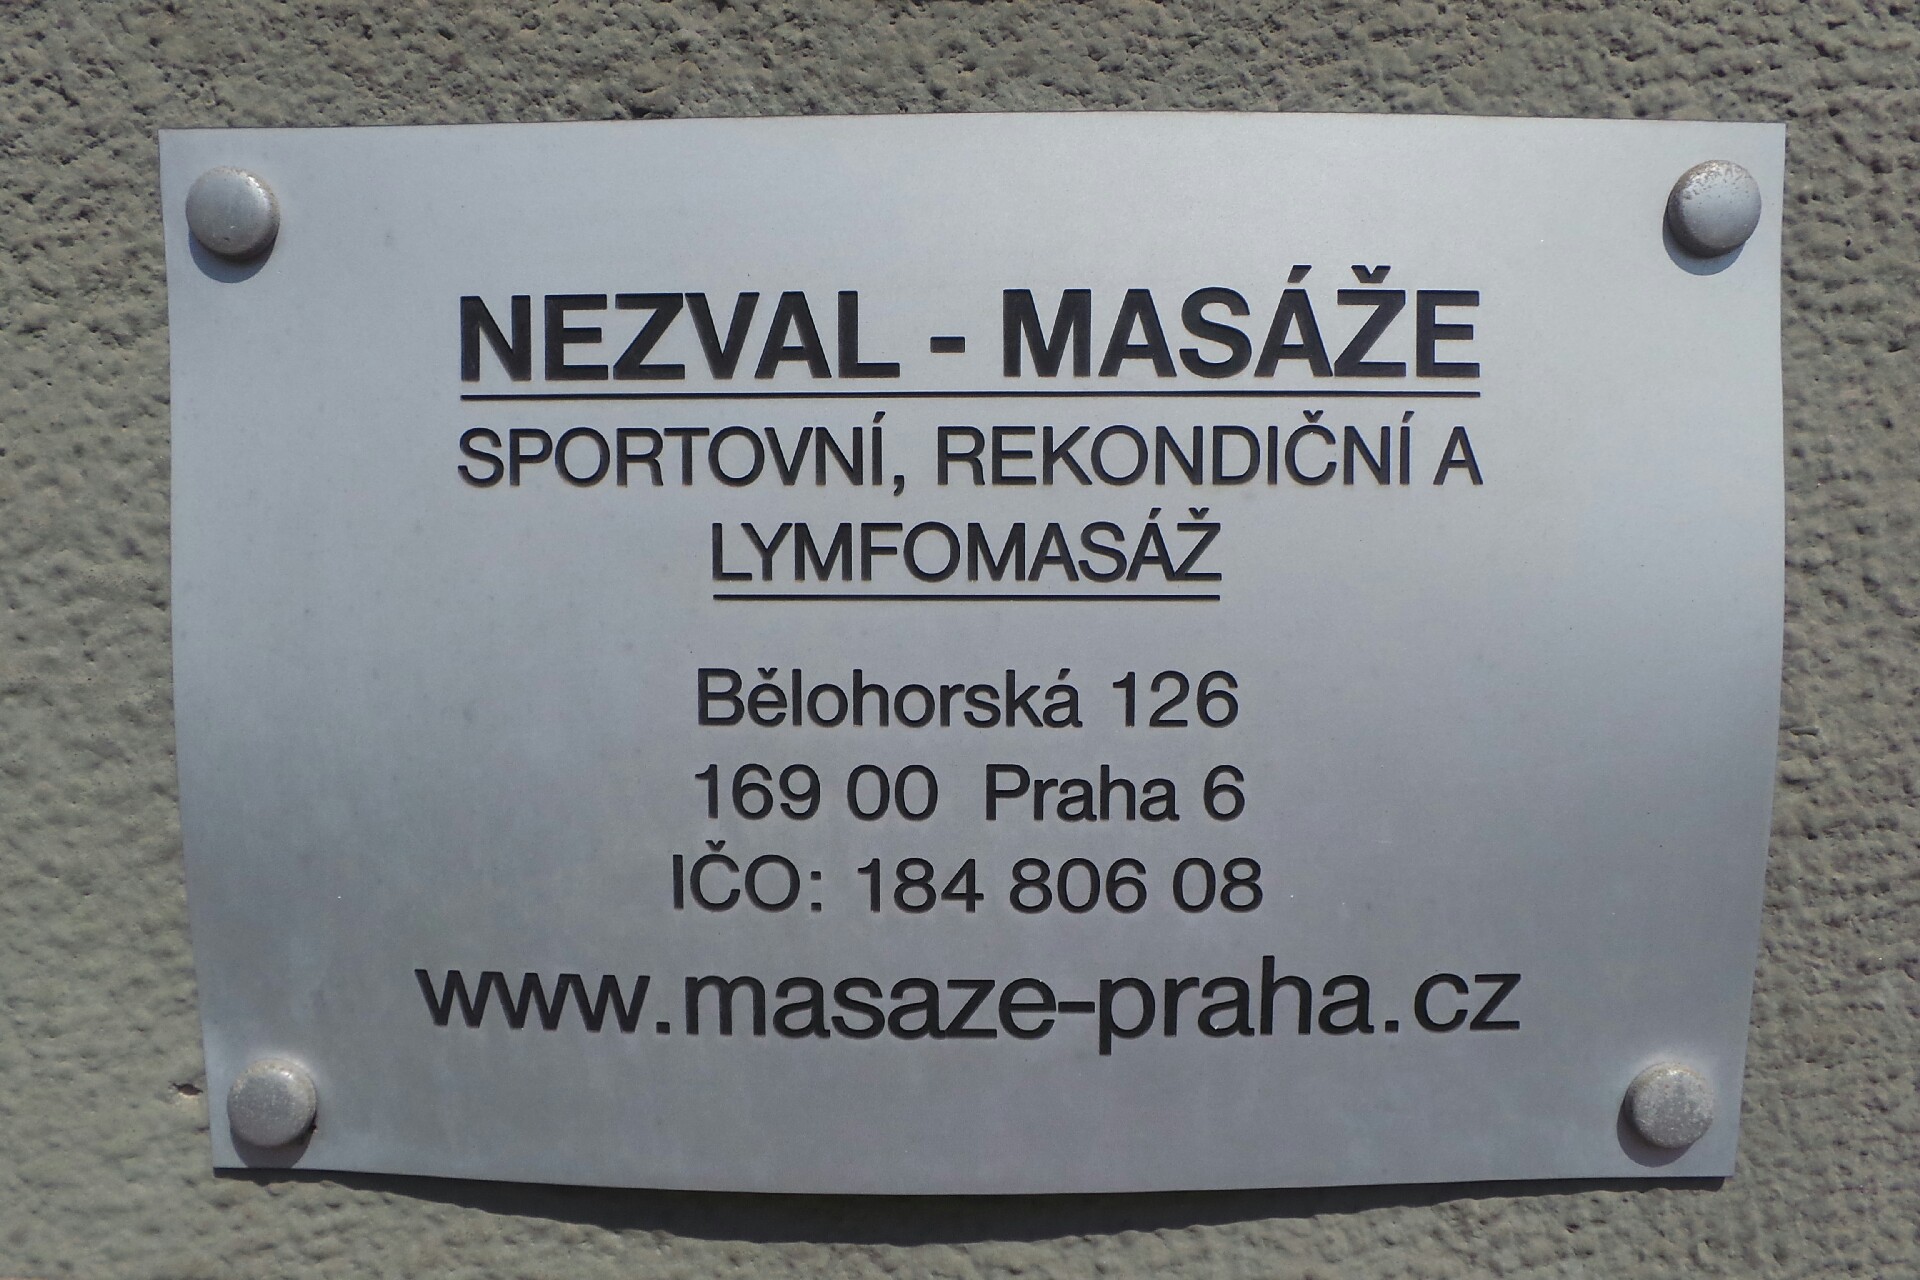 NEZVAL - MASÁŽE
SPORTOVNÍ, REKONDIČNÍ A
LYMFOMASÁŽ
Bělohorská 126
169 00 Praha 6
IČO: 184 806 08
www.masaze-praha.cz